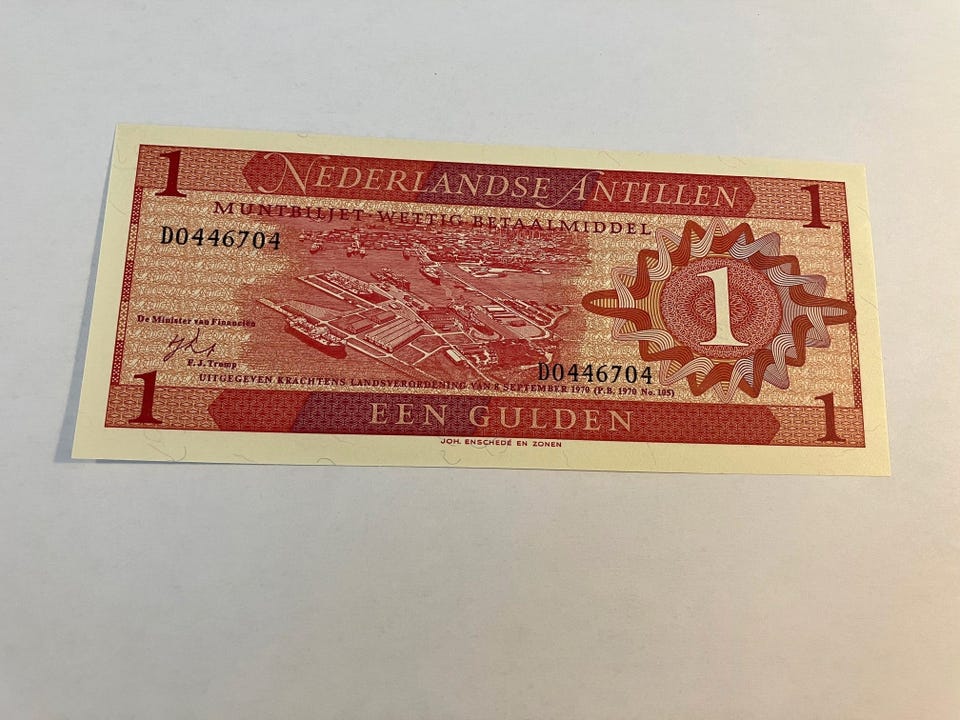 1 NEDERLANDSE ANTILLEN 1
MUNTBILJET·WETTIG BETAALMIDDEL
D0446704
1
De Minister van Financiën
F. J. Tromp
D0446704
UITGEGEVEN KRACHTENS LANDSVERORDENING VAN 8 SEPTEMBER 1970 (P.B. 1970 No. 105)
1 EEN GULDEN 1
JOH. ENSCHEDÉ EN ZONEN